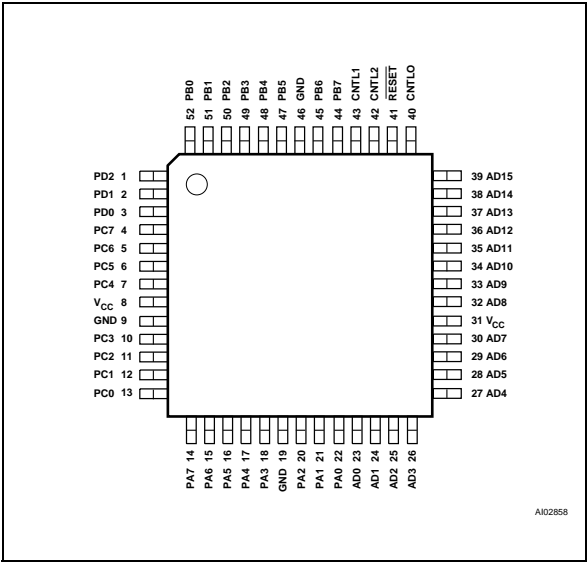 52 PB0
51 PB1
50 PB2
49 PB3
48 PB4
47 PB5
46 GND
45 PB6
44 PB7
43 CNTL1
42 CNTL2
41 RESET
40 CNTL0
PD2 1
PD1 2
PD0 3
PC7 4
PC6 5
PC5 6
PC4 7
VCC 8
GND 9
PC3 10
PC2 11
PC1 12
PC0 13
39 AD15
38 AD14
37 AD13
36 AD12
35 AD11
34 AD10
33 AD9
32 AD8
31 VCC
30 AD7
29 AD6
28 AD5
27 AD4
PA7 14
PA6 15
PA5 16
PA4 17
PA3 18
GND 19
PA2 20
PA1 21
PA0 22
AD0 23
AD1 24
AD2 25
AD3 26
AI02858